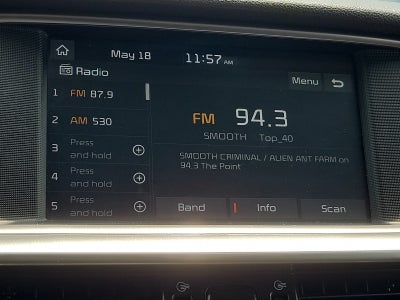 May 18 11:57 AM
Radio
Menu
1 FM 87.9
2 AM 530
3 Press and hold
4 Press and hold
5 Press and hold
FM 94.3
SMOOTH Top_40
SMOOTH CRIMINAL / ALIEN ANT FARM on
94.3 The Point
Band Info Scan